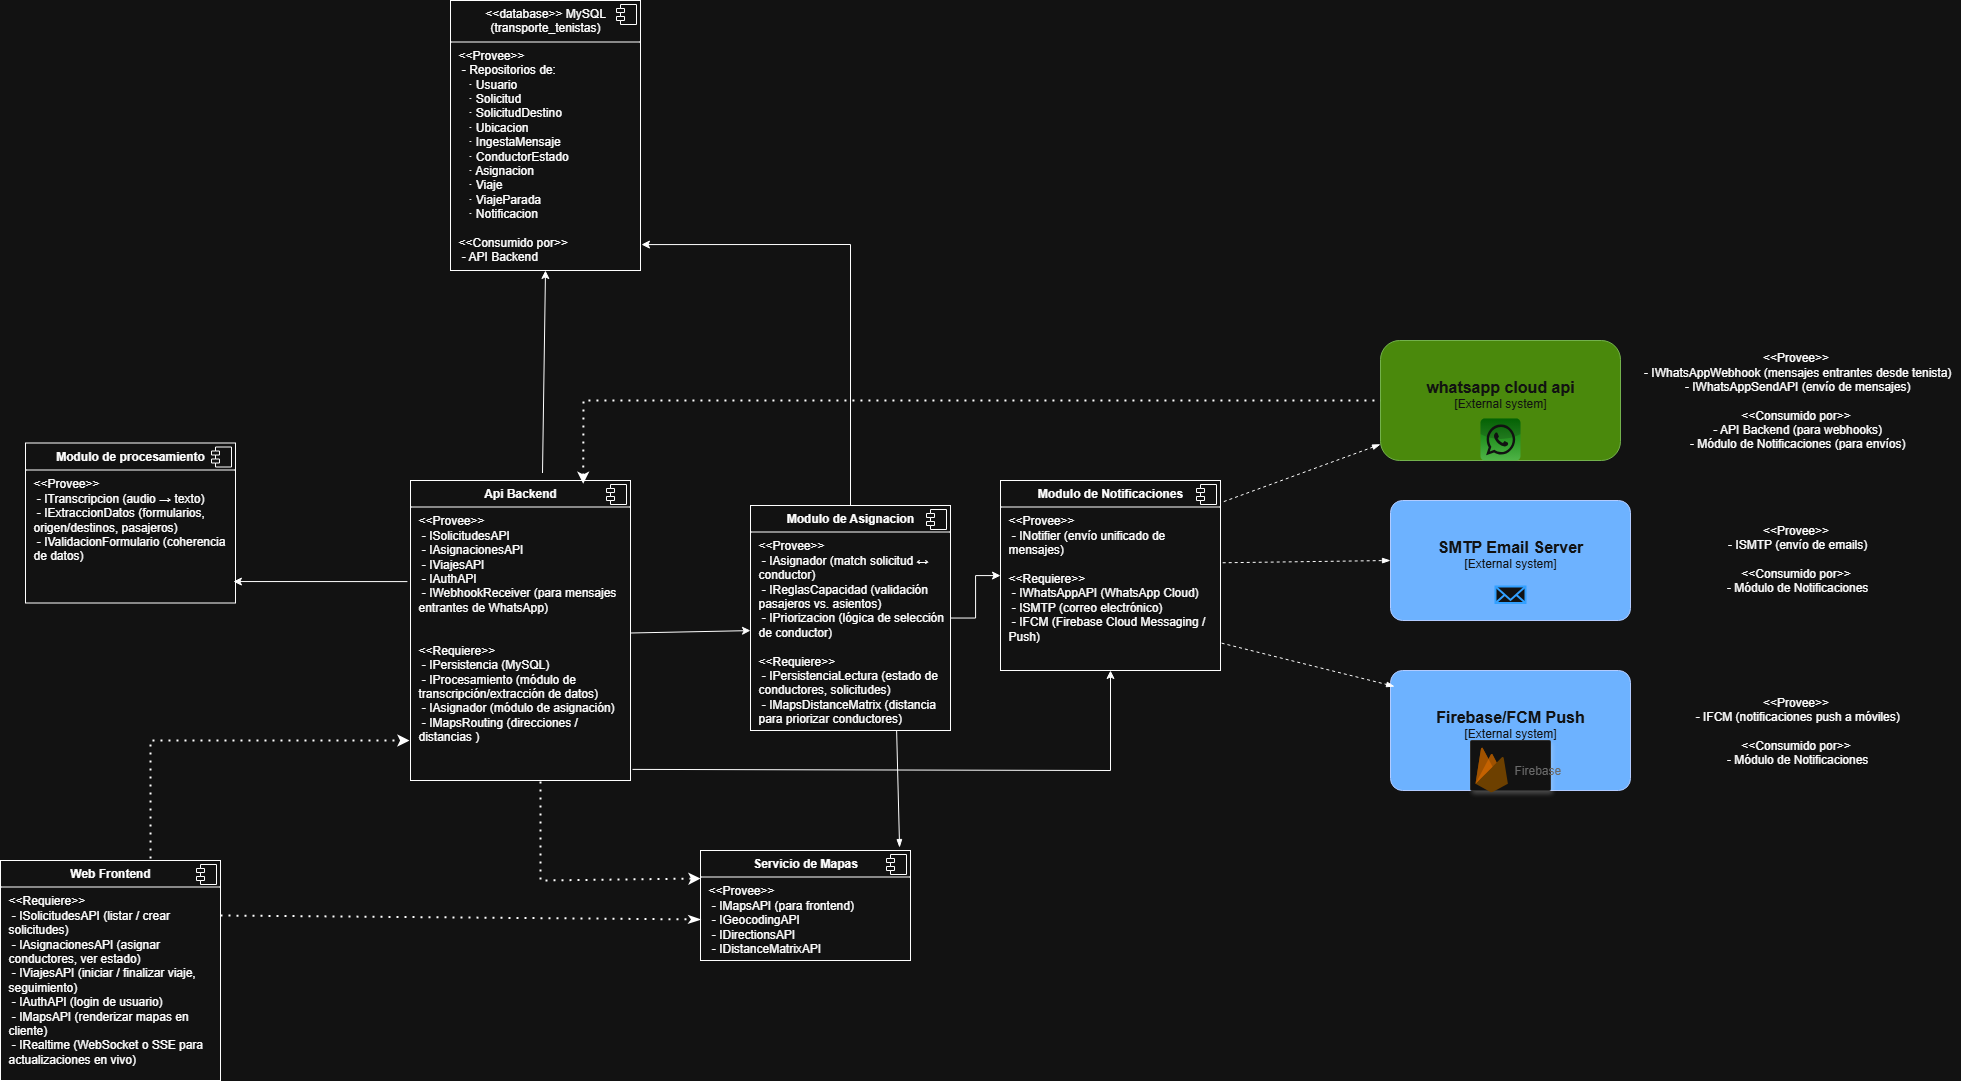 <<database>> MySQL
(transporte_tenistas)
<<Provee>>
- Repositorios de:
· Usuario
· Solicitud
· SolicitudDestino
· Ubicacion
· IngestaMensaje
· ConductorEstado
· Asignacion
· Viaje
· ViajeParada
· Notificacion
<<Consumido por>>
- API Backend
Modulo de procesamiento
<<Provee>>
- ITranscripcion (audio → texto)
- IExtraccionDatos (formularios,
origen/destinos, pasajeros)
- IValidacionFormulario (coherencia
de datos)
Api Backend
<<Provee>>
- ISolicitudesAPI
- IAsignacionesAPI
- IViajesAPI
- IAuthAPI
- IWebhookReceiver (para mensajes
entrantes de WhatsApp)
<<Requiere>>
- IPersistencia (MySQL)
- IProcesamiento (módulo de
transcripción/extracción de datos)
- IAsignador (módulo de asignación)
- IMapsRouting (direcciones /
distancias )
Modulo de Asignacion
<<Provee>>
- IAsignador (match solicitud ↔
conductor)
- IReglasCapacidad (validación
pasajeros vs. asientos)
- IPriorizacion (lógica de selección
de conductor)
<<Requiere>>
- IPersistenciaLectura (estado de
conductores, solicitudes)
- IMapsDistanceMatrix (distancia
para priorizar conductores)
Modulo de Notificaciones
<<Provee>>
- INotifier (envío unificado de
mensajes)
<<Requiere>>
- IWhatsAppAPI (WhatsApp Cloud)
- ISMTP (correo electrónico)
- IFCM (Firebase Cloud Messaging /
Push)
whatsapp cloud api
[External system]
<<Provee>>
- IWhatsAppWebhook (mensajes entrantes desde tenista)
- IWhatsAppSendAPI (envío de mensajes)
<<Consumido por>>
- API Backend (para webhooks)
- Módulo de Notificaciones (para envíos)
SMTP Email Server
[External system]
<<Provee>>
- ISMTP (envío de emails)
<<Consumido por>>
- Módulo de Notificaciones
Firebase/FCM Push
[External system]
Firebase
<<Provee>>
- IFCM (notificaciones push a móviles)
<<Consumido por>>
- Módulo de Notificaciones
Web Frontend
<<Requiere>>
- ISolicitudesAPI (listar / crear
solicitudes)
- IAsignacionesAPI (asignar
conductores, ver estado)
- IViajesAPI (iniciar / finalizar viaje,
seguimiento)
- IAuthAPI (login de usuario)
- IMapsAPI (renderizar mapas en
cliente)
- IRealtime (WebSocket o SSE para
actualizaciones en vivo)
Servicio de Mapas
<<Provee>>
- IMapsAPI (para frontend)
- IGeocodingAPI
- IDirectionsAPI
- IDistanceMatrixAPI